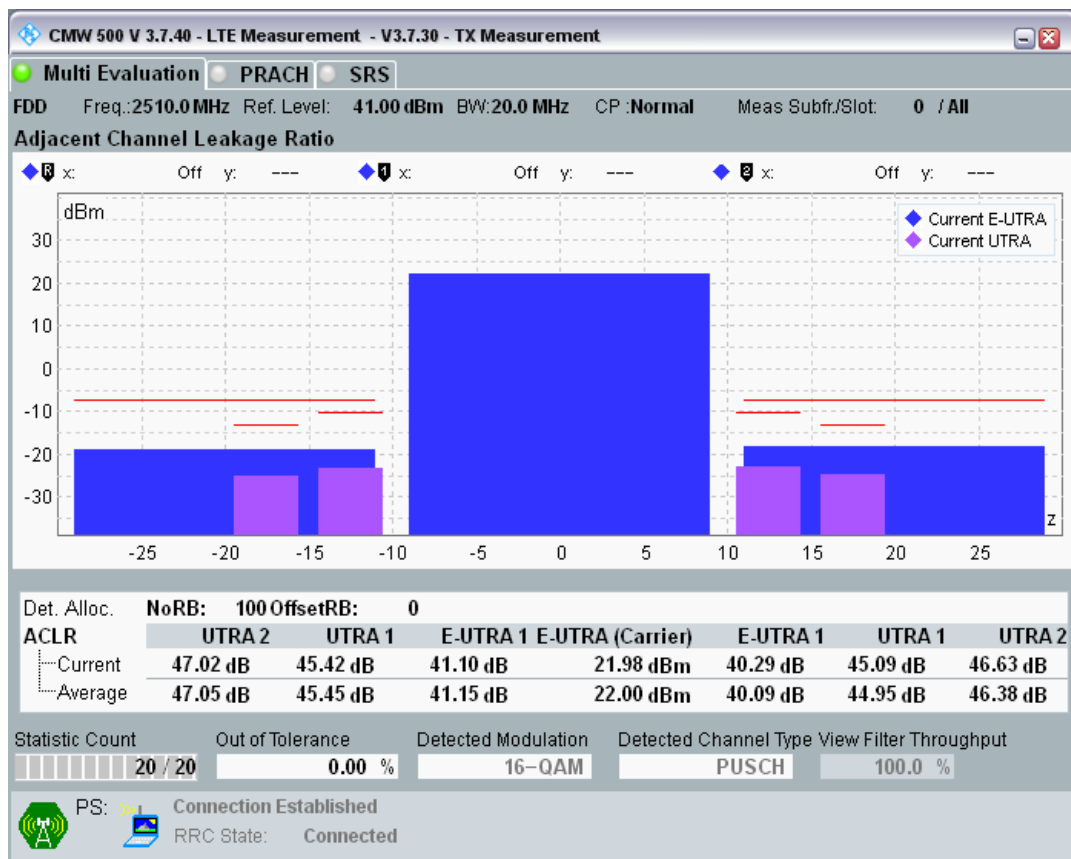 CMW 500 V 3.7.40 - LTE Measurement - V3.7.30 - TX Measurement
Multi Evaluation PRACH SRS
FDD Freq.:2510.0 MHz Ref. Level: 41.00 dBm BW:20.0 MHz CP :Normal Meas Subfr./Slot: 0 / All
Adjacent Channel Leakage Ratio
R x: Off y: --- 1 x: Off y: --- 2 x: Off y: ---
dBm
Current E-UTRA
Current UTRA
30
20
10
0
-10
-20
-30
z
-25 -20 -15 -10 -5 0 5 10 15 20 25
Det. Alloc. NoRB: 100 OffsetRB: 0
ACLR UTRA 2 UTRA 1 E-UTRA 1 E-UTRA (Carrier) E-UTRA 1 UTRA 1 UTRA 2
Current 47.02 dB 45.42 dB 41.10 dB 21.98 dBm 40.29 dB 45.09 dB 46.63 dB
Average 47.05 dB 45.45 dB 41.15 dB 22.00 dBm 40.09 dB 44.95 dB 46.38 dB
Statistic Count Out of Tolerance Detected Modulation Detected Channel Type View Filter Throughput
20 / 20 0.00 % 16-QAM PUSCH 100.0 %
PS: Connection Established
RRC State: Connected